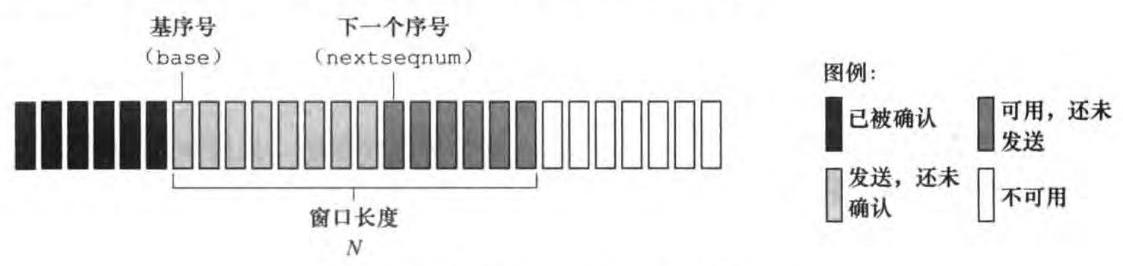 基序号
(base)
下一个序号
(nextseqnum)
窗口长度
N
图例:
已被确认
可用，还未
发送
发送，还未
确认
不可用